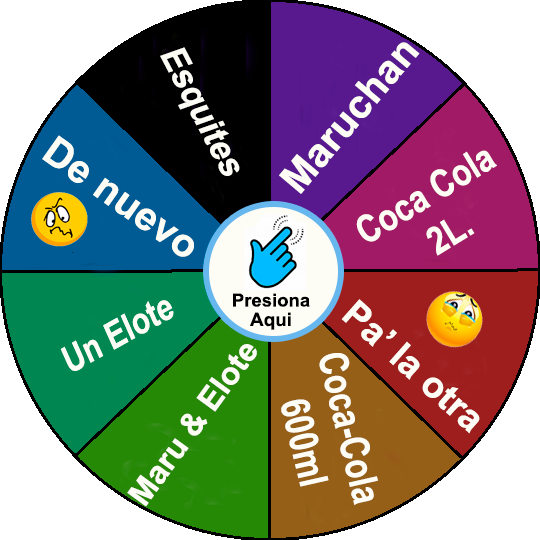 Maruchan
Coca Cola
2L.
Pa' la otra
Coca-Cola
600ml
Maru & Elote
Un Elote
De nuevo
Esquites
Presiona
Aqui